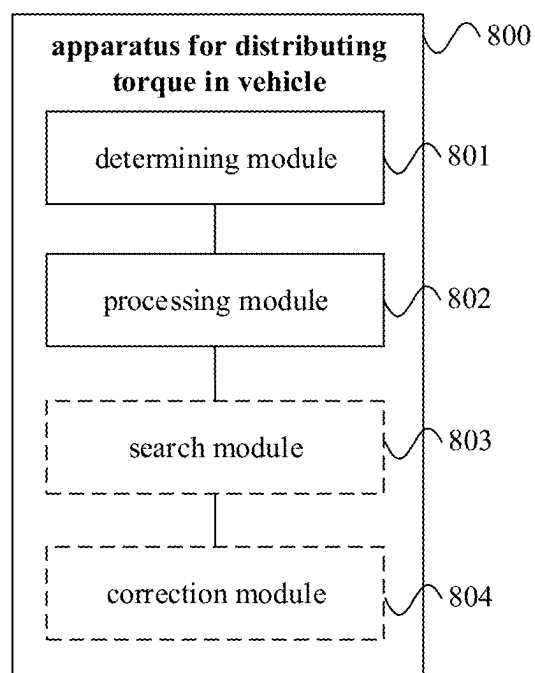 800
apparatus for distributing
torque in vehicle
determining module
801
processing module
802
search module
803
correction module
804